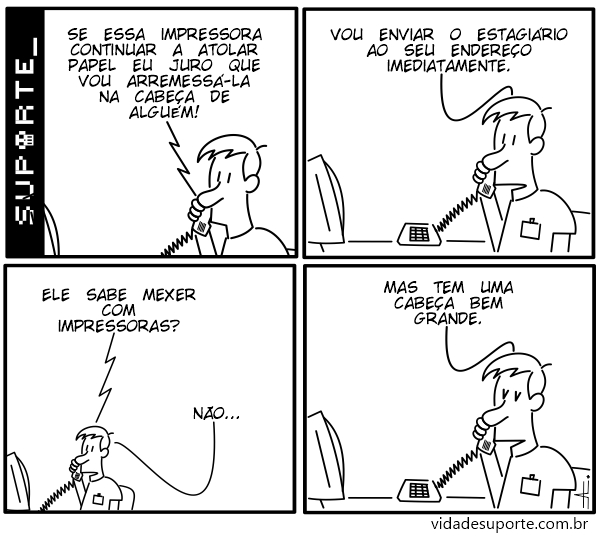 SUPORTE_
SE ESSA IMPRESSORA
CONTINUAR A ATOLAR
PAPEL EU JURO QUE
VOU ARREMESSÁ-LA
NA CABEÇA DE
ALGUÉM!
VOU ENVIAR O ESTAGIÁRIO
AO SEU ENDEREÇO
IMEDIATAMENTE.
ELE SABE MEXER
COM
IMPRESSORAS?
NÃO...
MAS TEM UMA
CABEÇA BEM
GRANDE.
vidadesuporte.com.br